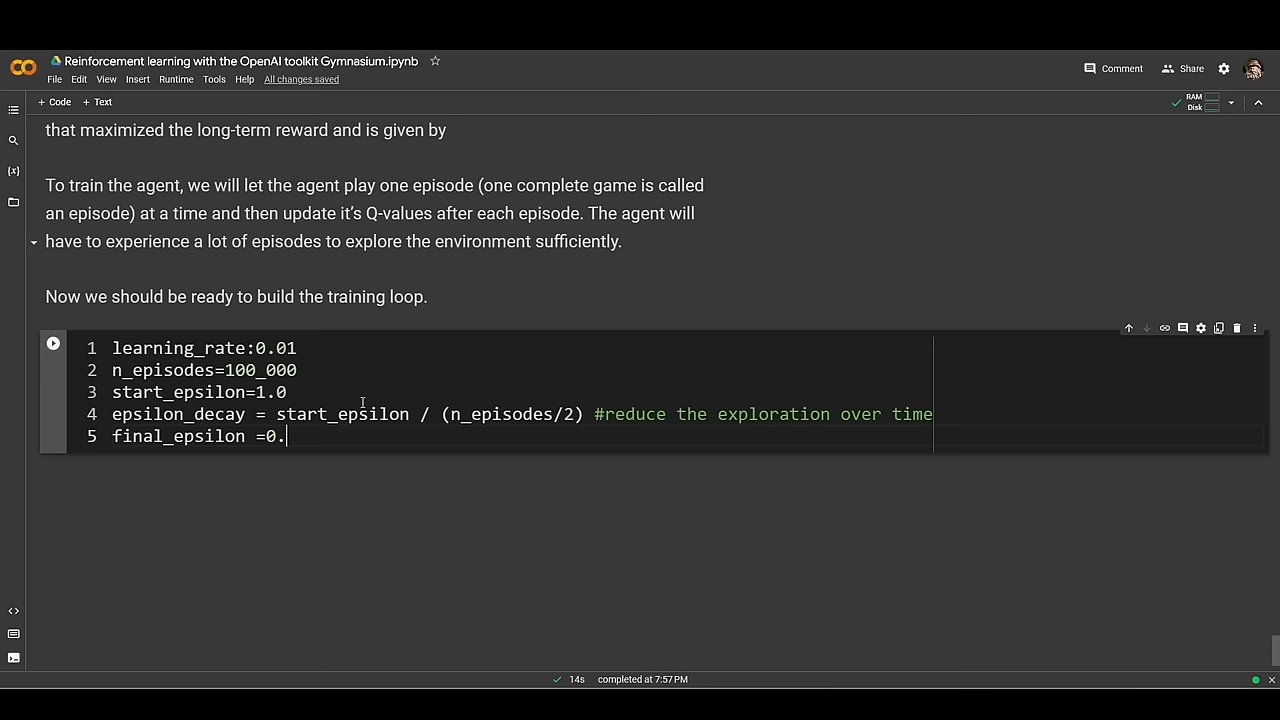 Reinforcement learning with the OpenAI toolkit Gymnasium.ipynb
File Edit View Insert Runtime Tools Help All changes saved
Comment Share
+ Code + Text
RAM
Disk
that maximized the long-term reward and is given by
To train the agent, we will let the agent play one episode (one complete game is called
an episode) at a time and then update it’s Q-values after each episode. The agent will
have to experience a lot of episodes to explore the environment sufficiently.
Now we should be ready to build the training loop.
1 learning_rate:0.01
2 n_episodes=100_000
3 start_epsilon=1.0
4 epsilon_decay = start_epsilon / (n_episodes/2) #reduce the exploration over time
5 final_epsilon =0.
14s completed at 7:57 PM